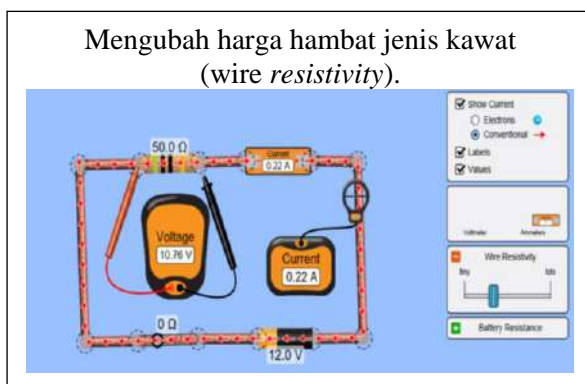 Mengubah harga hambat jenis kawat
(wire resistivity).
Show Current
Electrons
Conventional
Labels
Values
50.0 Ω
Current
0.22 A
Voltage
10.76 V
Current
0.22 A
Voltmeter
Ammeters
Wire Resistivity
tiny
lots
0 Ω
12.0 V
Battery Resistance